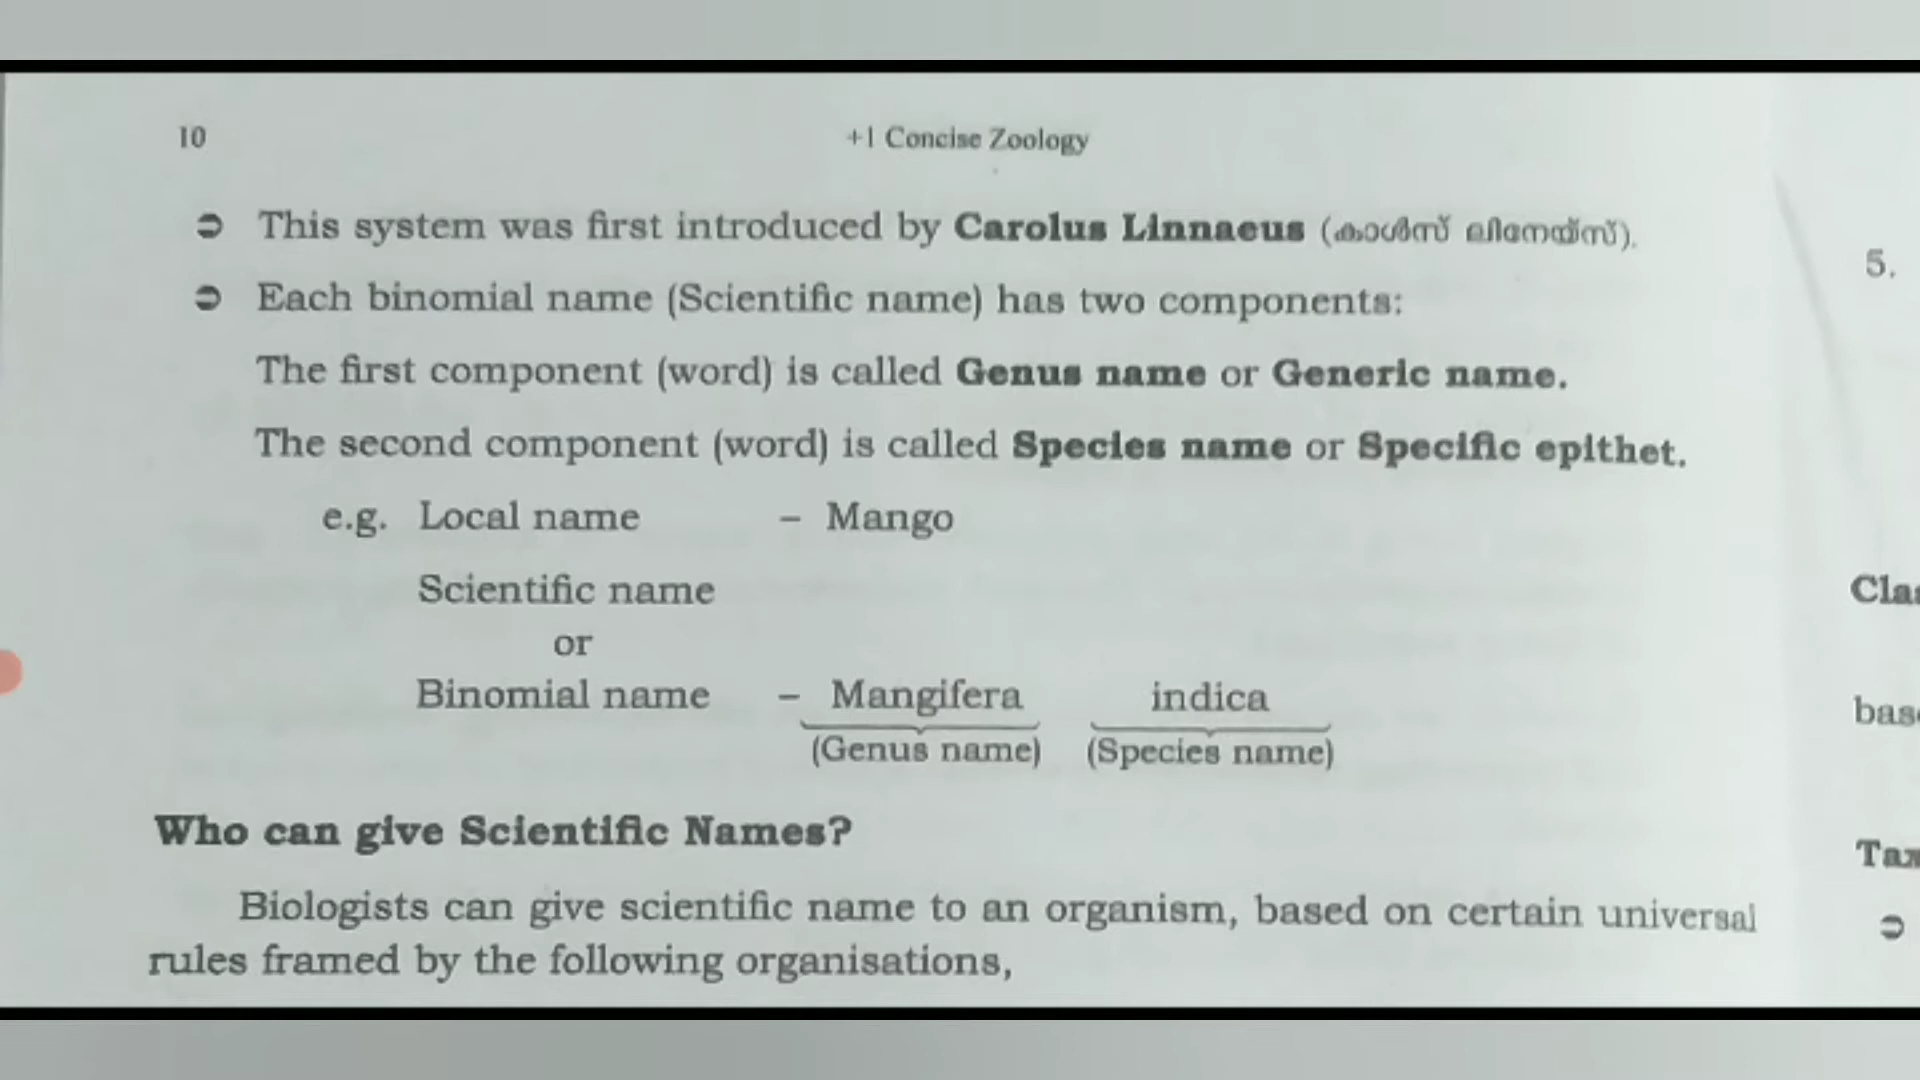 10
+1 Concise Zoology
➲ This system was first introduced by Carolus Linnaeus (കാൾസ് ലിനേയ്സ്).
➲ Each binomial name (Scientific name) has two components:
The first component (word) is called Genus name or Generic name.
The second component (word) is called Species name or Specific epithet.
e.g. Local name – Mango
Scientific name
or
Binomial name – Mangifera indica
(Genus name) (Species name)
Who can give Scientific Names?
Biologists can give scientific name to an organism, based on certain universal
rules framed by the following organisations,
5.
Clas
base
Tax
➲